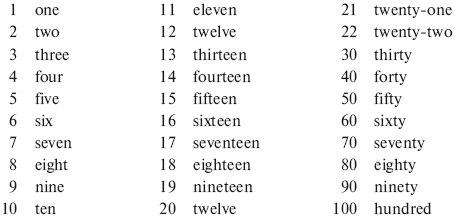 1 one 11 eleven 21 twenty-one
2 two 12 twelve 22 twenty-two
3 three 13 thirteen 30 thirty
4 four 14 fourteen 40 forty
5 five 15 fifteen 50 fifty
6 six 16 sixteen 60 sixty
7 seven 17 seventeen 70 seventy
8 eight 18 eighteen 80 eighty
9 nine 19 nineteen 90 ninety
10 ten 20 twelve 100 hundred